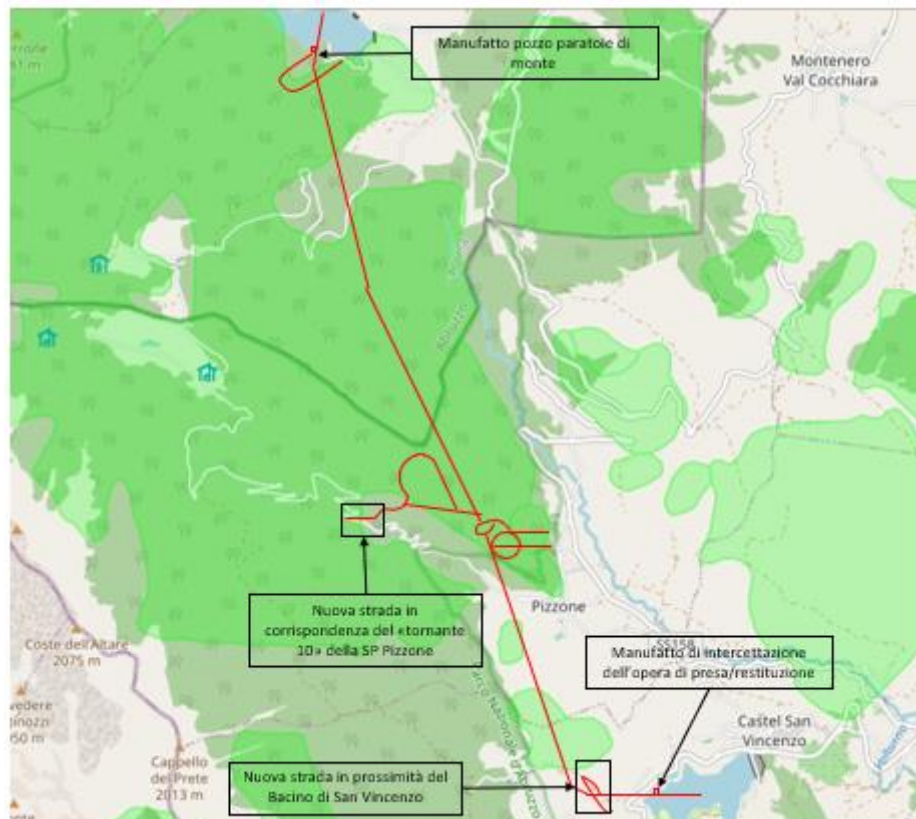 Manufatto pozzo paratoie di
monte
Montenero
Val Cocchiara
Abruzzo
Nuova strada in
corrispondenza del «tornante
10» della SP Pizzone
Pizzone
SS158
Manufatto di intercettazione
dell'opera di presa/restituzione
Coste dell'Altare
2075 m
Castel San
Vincenzo
Volturno
Cappello
del Prete
2013 m
Nuova strada in prossimità del
Bacino di San Vincenzo